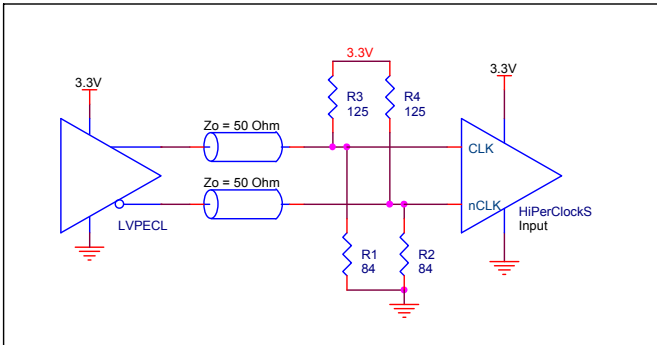 3.3V
3.3V
3.3V
R3
125
R4
125
Zo = 50 Ohm
CLK
Zo = 50 Ohm
nCLK
LVPECL
HiPerClockS
Input
R1
84
R2
84